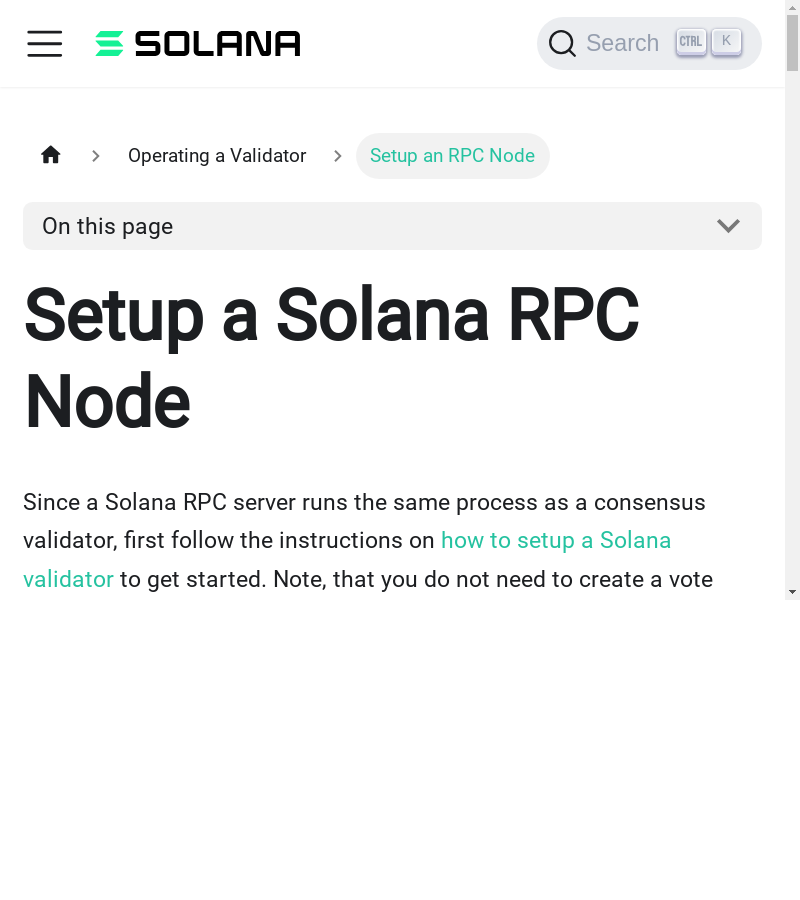 SOLANA
Search CTRL K
Operating a Validator Setup an RPC Node
On this page
Setup a Solana RPC
Node
Since a Solana RPC server runs the same process as a consensus
validator, first follow the instructions on how to setup a Solana
validator to get started. Note, that you do not need to create a vote